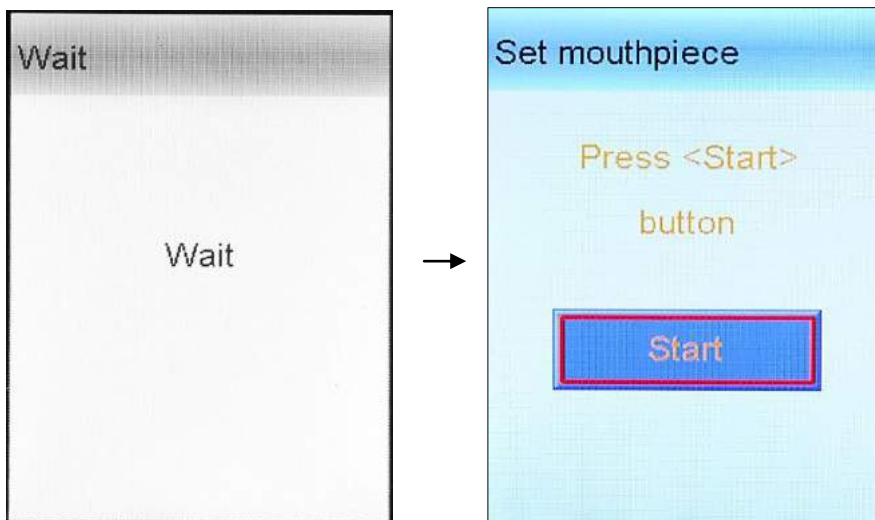 Wait
Wait
Set mouthpiece
Press <Start>
button
Start